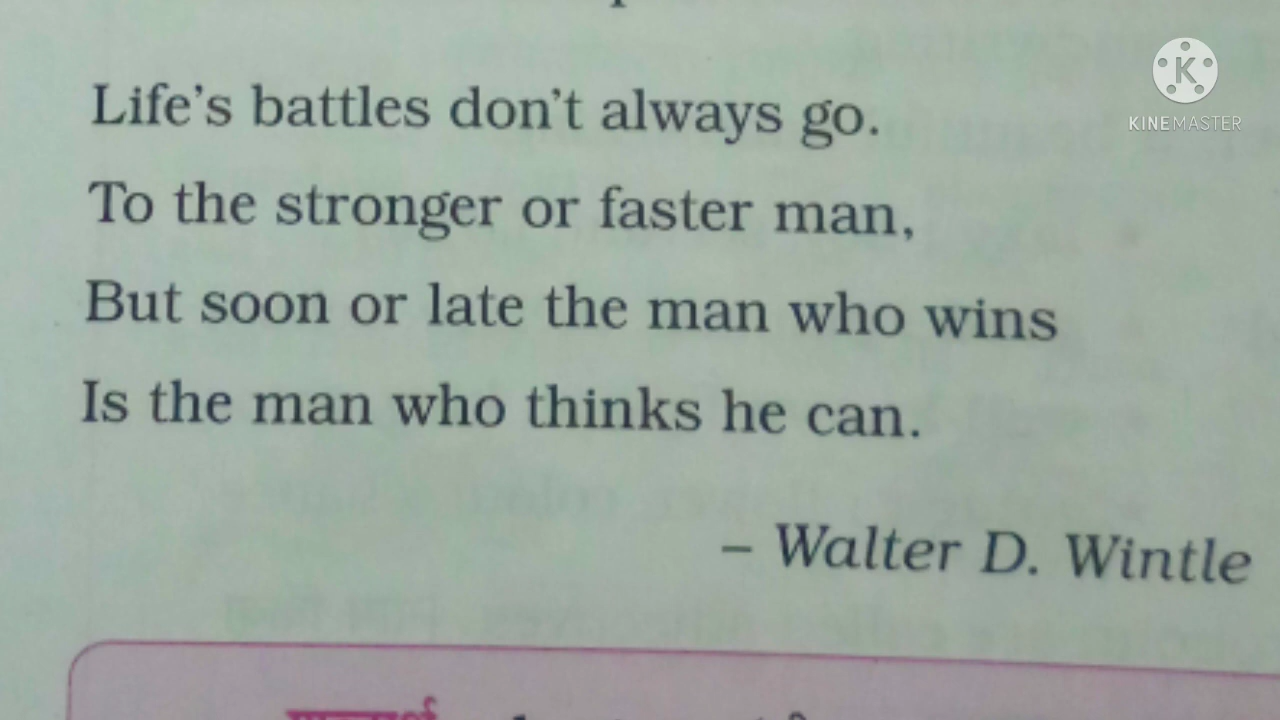 K
KINEMASTER
Life's battles don't always go.
To the stronger or faster man,
But soon or late the man who wins
Is the man who thinks he can.
– Walter D. Wintle